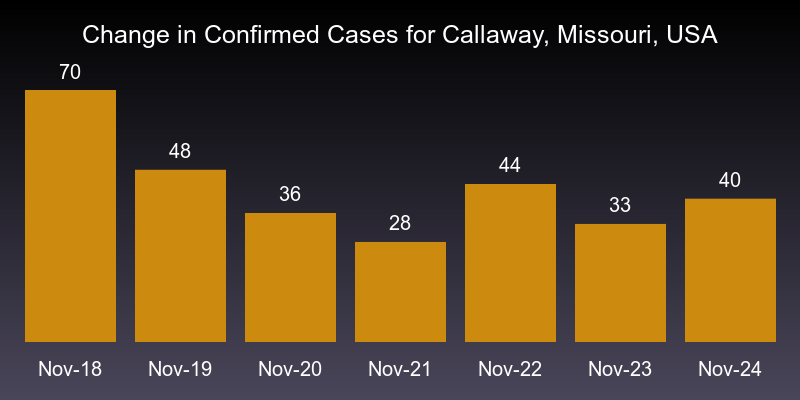 Change in Confirmed Cases for Callaway, Missouri, USA
70
48
36
28
44
33
40
Nov-18
Nov-19
Nov-20
Nov-21
Nov-22
Nov-23
Nov-24